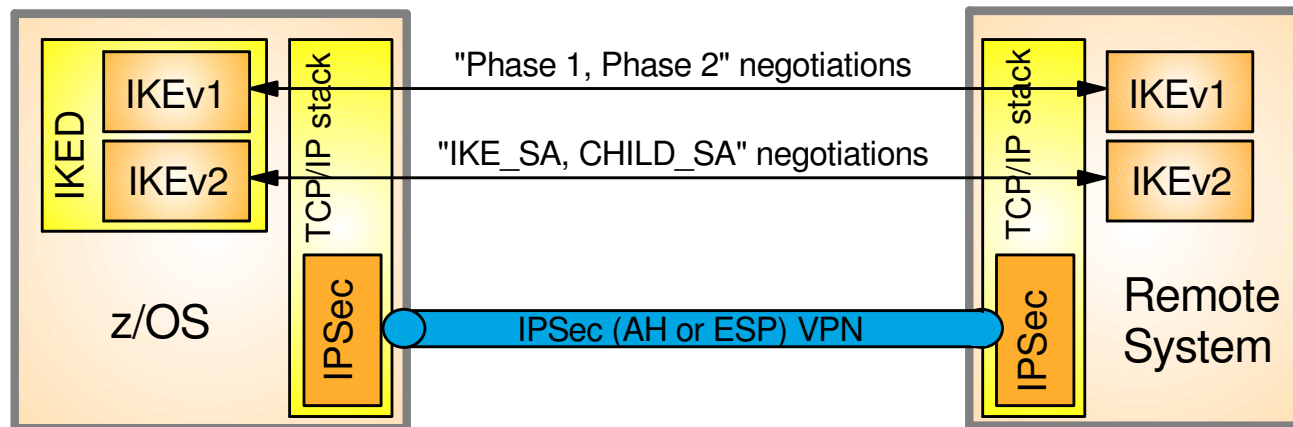 IKED
IKEv1
IKEv2
TCP/IP stack
IPSec
z/OS
"Phase 1, Phase 2" negotiations
"IKE_SA, CHILD_SA" negotiations
IPSec (AH or ESP) VPN
TCP/IP stack
IPSec
IKEv1
IKEv2
Remote
System